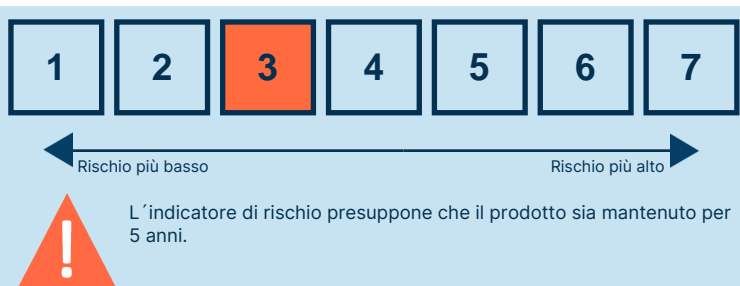 1 2 3 4 5 6 7
Rischio più basso Rischio più alto
L´indicatore di rischio presuppone che il prodotto sia mantenuto per
5 anni.
!